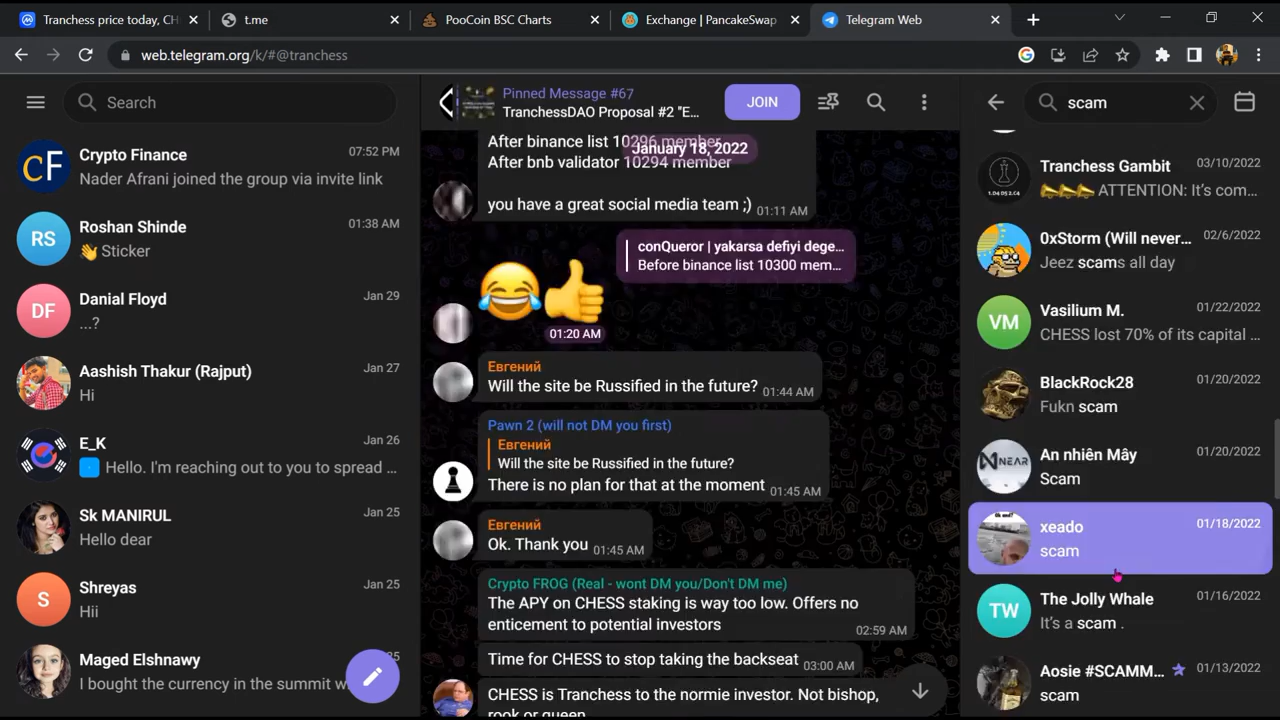 Tranchess price today, CH
t.me
PooCoin BSC Charts
Exchange | PancakeSwap
Telegram Web
web.telegram.org/k/#@tranchess
Search
Crypto Finance
07:52 PM
Nader Afrani joined the group via invite link
RS
Roshan Shinde
01:38 AM
👋 Sticker
DF
Danial Floyd
Jan 29
...?
Aashish Thakur (Rajput)
Jan 27
Hi
E_K
Jan 26
Hello. I'm reaching out to you to spread ...
Sk MANIRUL
Jan 25
Hello dear
S
Shreyas
Jan 25
Hii
Maged Elshnawy
25
I bought the currency in the summit w
Pinned Message #67
TranchessDAO Proposal #2 "E...
JOIN
After binance list 10296 member
January 18, 2022
After bnb validator 10294 member
you have a great social media team ;) 01:11 AM
conQueror | yakarsa defiyi dege...
Before binance list 10300 mem...
😂👍
01:20 AM
Евгений
Will the site be Russified in the future? 01:44 AM
Pawn 2 (will not DM you first)
Евгений
Will the site be Russified in the future?
There is no plan for that at the moment 01:45 AM
Евгений
Ok. Thank you 01:45 AM
Crypto FROG (Real - wont DM you/Don't DM me)
The APY on CHESS staking is way too low. Offers no
enticement to potential investors
02:59 AM
Time for CHESS to stop taking the backseat 03:00 AM
CHESS is Tranchess to the normie investor. Not bishop,
rook or queen
scam
Tranchess Gambit
03/10/2022
ATTENTION: It's com...
0xStorm (Will never...
02/6/2022
Jeez scams all day
VM
Vasilium M.
01/22/2022
CHESS lost 70% of its capital ...
BlackRock28
01/20/2022
Fukn scam
NEAR
An nhiên Mây
01/20/2022
Scam
xeado
01/18/2022
scam
TW
The Jolly Whale
01/16/2022
It's a scam .
Aosie #SCAMM...
01/13/2022
scam